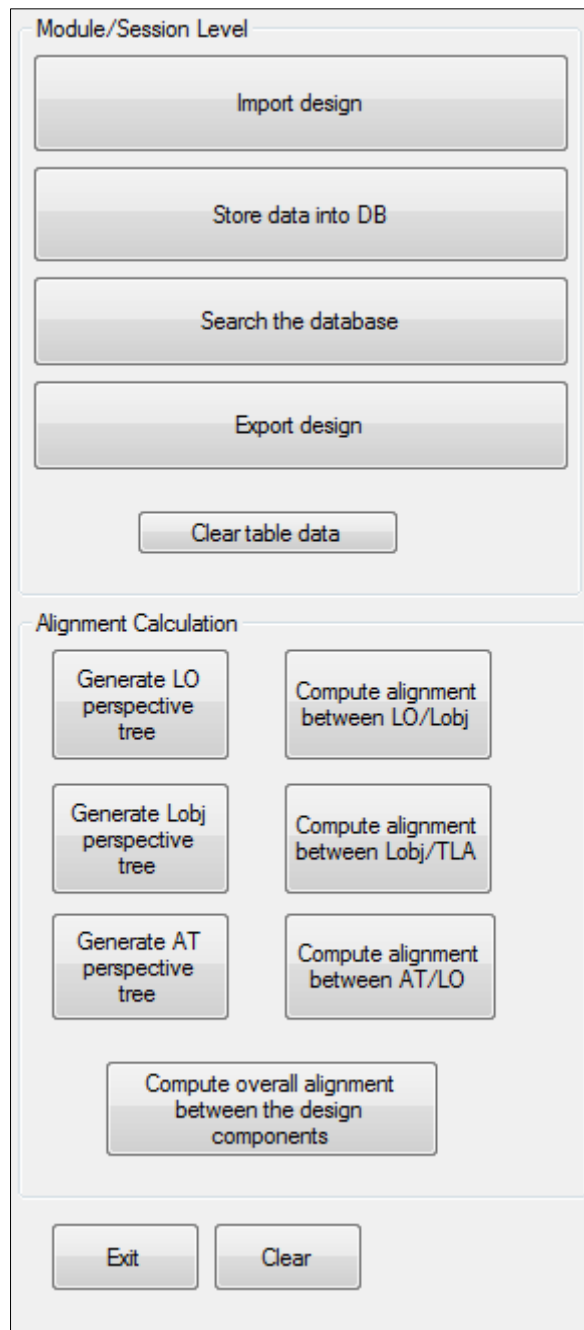 Module/Session Level
Import design
Store data into DB
Search the database
Export design
Clear table data
Alignment Calculation
Generate LO
perspective
tree
Compute alignment
between LO/Lobj
Generate Lobj
perspective
tree
Compute alignment
between Lobj/TLA
Generate AT
perspective
tree
Compute alignment
between AT/LO
Compute overall alignment
between the design
components
Exit
Clear